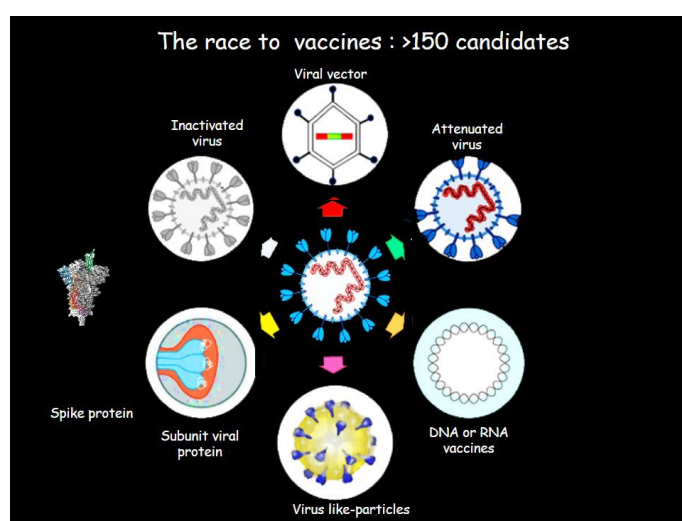 The race to vaccines : >150 candidates
Viral vector
Inactivated
virus
Attenuated
virus
Spike protein
Subunit viral
protein
DNA or RNA
vaccines
Virus like-particles